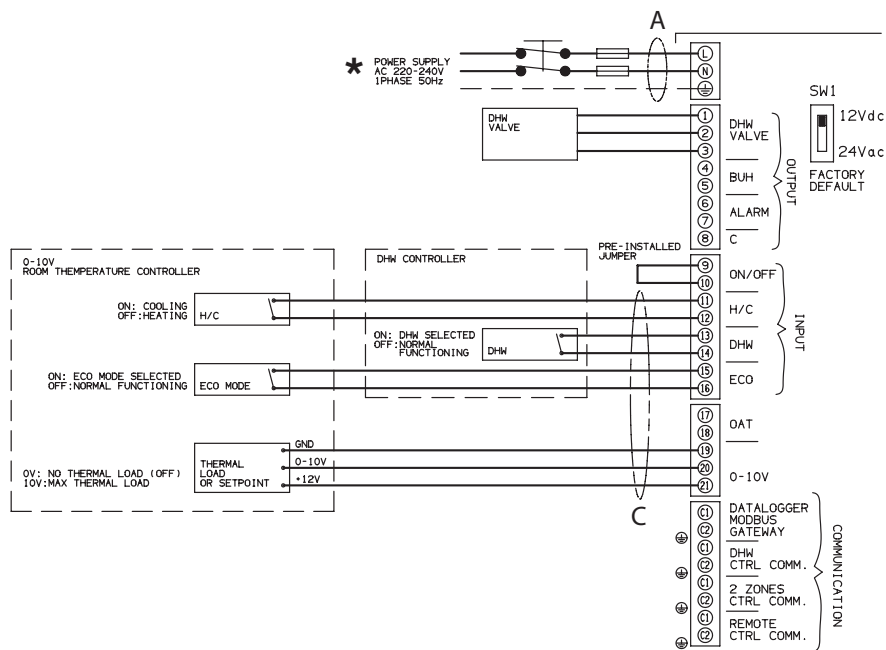 A
*
POWER SUPPLY
AC 220-240V
1PHASE 50Hz
L
N
SW1
12Vdc
24Vac
FACTORY
DEFAULT
DHW
VALVE
1
2
3
4
5
6
7
8
DHW
VALVE
BUH
ALARM
C
OUTPUT
0-10V
ROOM THEMPERATURE CONTROLLER
DHW CONTROLLER
PRE-INSTALLED
JUMPER
9
10
11
12
13
14
15
16
ON/OFF
H/C
DHW
ECO
INPUT
ON: COOLING
OFF:HEATING
H/C
ON: DHW SELECTED
OFF:NORMAL
FUNCTIONING
DHW
ON: ECO MODE SELECTED
OFF:NORMAL FUNCTIONING
ECO MODE
17
18
19
20
21
OAT
0-10V
0V: NO THERMAL LOAD (OFF)
10V:MAX THERMAL LOAD
THERMAL
LOAD
OR SETPOINT
GND
0-10V
+12V
C
C1
C2
C1
C2
C1
C2
C1
C2
DATALOGGER
MODBUS
GATEWAY
DHW
CTRL COMM.
2 ZONES
CTRL COMM.
REMOTE
CTRL COMM.
COMMUNICATION